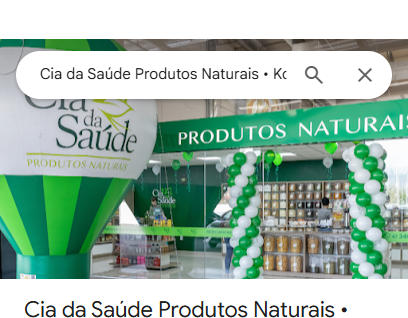 Cia da Saúde Produtos Naturais • Ko
Cia
da
Saúde
PRODUTOS NATURAIS
PRODUTOS NATURAIS
Cia
da
Saúde
Cia da Saúde Produtos Naturais •